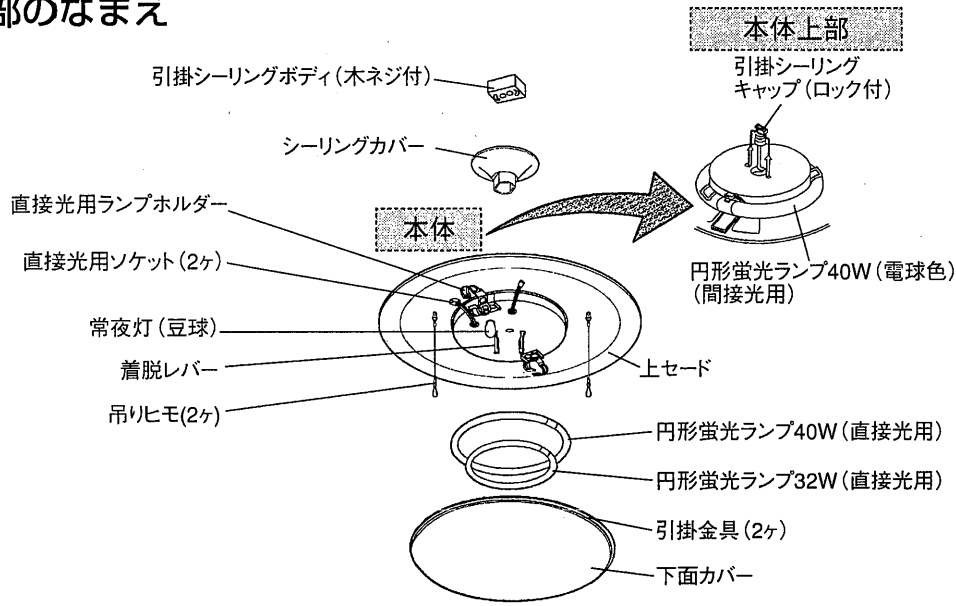 部のなまえ
本体上部
引掛シーリング
キャップ(ロック付)
引掛シーリングボディ(木ネジ付)
シーリングカバー
直接光用ランプホルダー
本体
直接光用ソケット(2ヶ)
円形蛍光ランプ40W(電球色)
(間接光用)
常夜灯(豆球)
着脱レバー
上セード
吊りヒモ(2ヶ)
円形蛍光ランプ40W(直接光用)
円形蛍光ランプ32W(直接光用)
引掛金具(2ヶ)
下面カバー